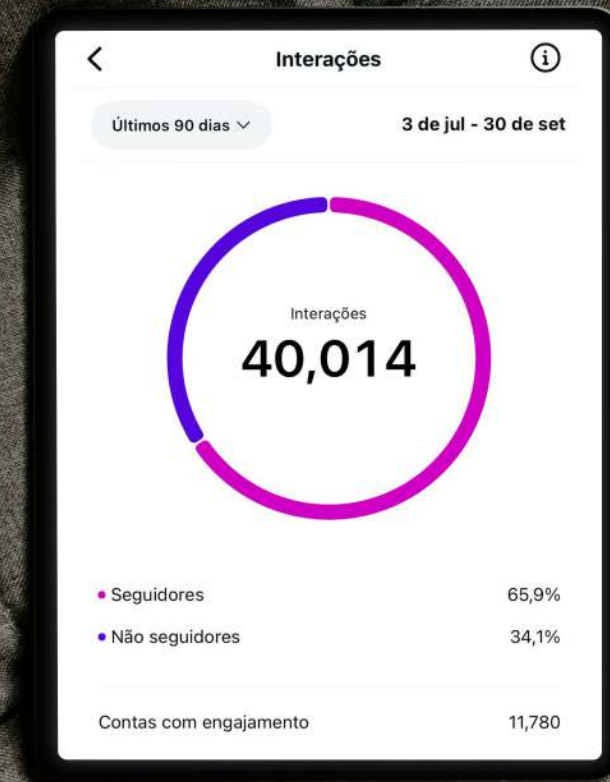 Interações
Últimos 90 dias
3 de jul - 30 de set
Interações
40,014
Seguidores 65,9%
Não seguidores 34,1%
Contas com engajamento 11,780